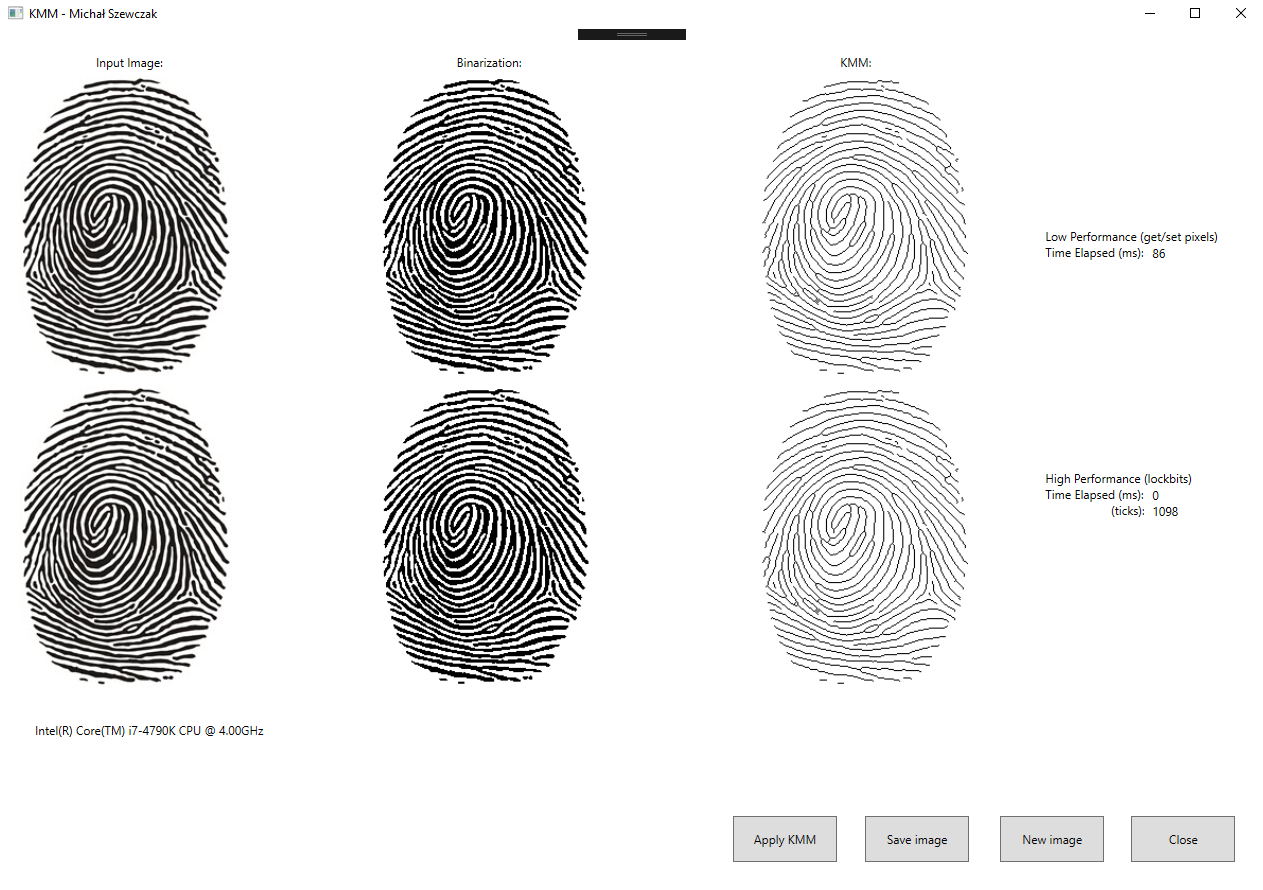 KMM - Michał Szewczak
Input Image:
Binarization:
KMM:
Low Performance (get/set pixels)
Time Elapsed (ms): 86
High Performance (lockbits)
Time Elapsed (ms): 0
(ticks): 1098
Intel(R) Core(TM) i7-4790K CPU @ 4.00GHz
Apply KMM
Save image
New image
Close